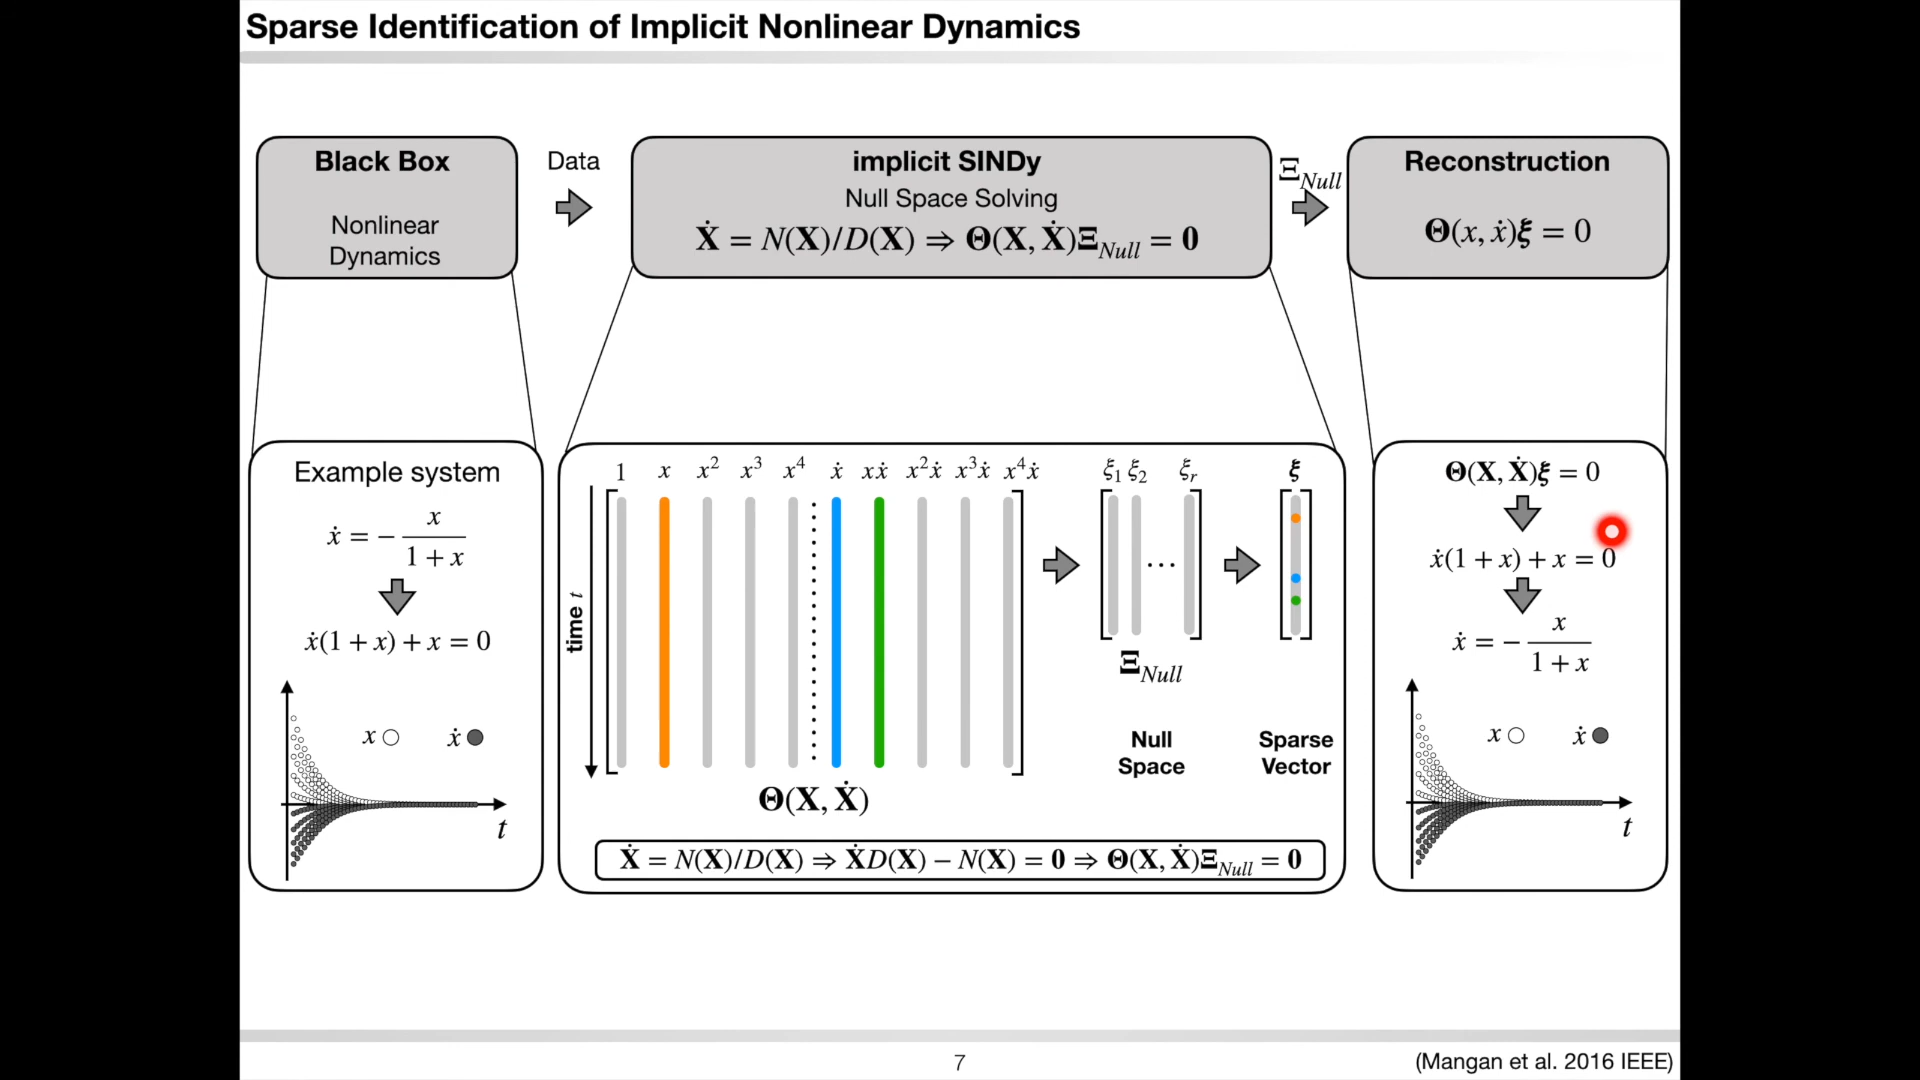 Sparse Identification of Implicit Nonlinear Dynamics
Black Box
Nonlinear
Dynamics
Data
implicit SINDy
Null Space Solving
Ẋ = N(X)/D(X) ⇒ Θ(X, Ẋ)Ξ_Null = 0
Ξ_Null
Reconstruction
Θ(x, ẋ)ξ = 0
Example system
ẋ = − x / (1 + x)
ẋ(1 + x) + x = 0
x ẋ
t
1 x x² x³ x⁴ ẋ xẋ x²ẋ x³ẋ x⁴ẋ
time t
Θ(X, Ẋ)
ξ₁ ξ₂ ξᵣ
…
Ξ_Null
Null
Space
ξ
Sparse
Vector
Ẋ = N(X)/D(X) ⇒ ẊD(X) − N(X) = 0 ⇒ Θ(X, Ẋ)Ξ_Null = 0
Θ(X, Ẋ)ξ = 0
ẋ(1 + x) + x = 0
ẋ = − x / (1 + x)
x ẋ
t
7
(Mangan et al. 2016 IEEE)